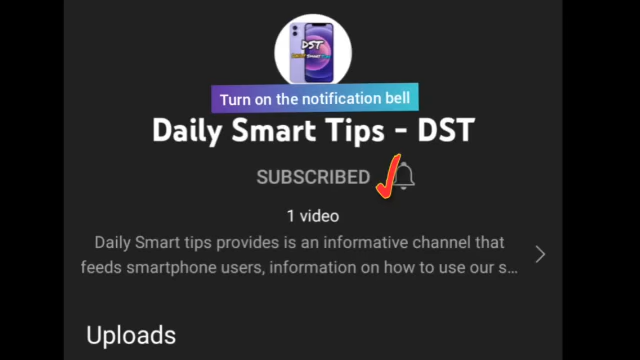 DST
Turn on the notification bell
Daily Smart Tips - DST
SUBSCRIBED
1 video
Daily Smart tips provides is an informative channel that
feeds smartphone users, information on how to use our s...
Uploads